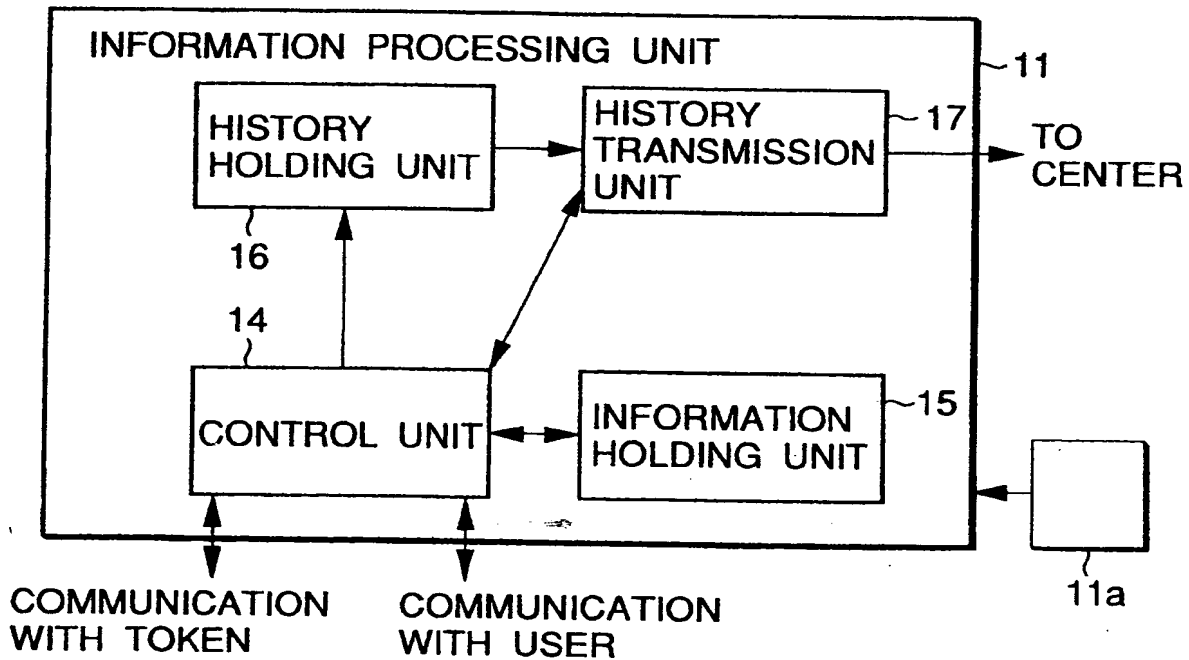 INFORMATION PROCESSING UNIT
11
HISTORY
HOLDING UNIT
16
HISTORY
TRANSMISSION
UNIT
17
TO
CENTER
14
CONTROL UNIT
INFORMATION
HOLDING UNIT
15
11a
COMMUNICATION
WITH TOKEN
COMMUNICATION
WITH USER